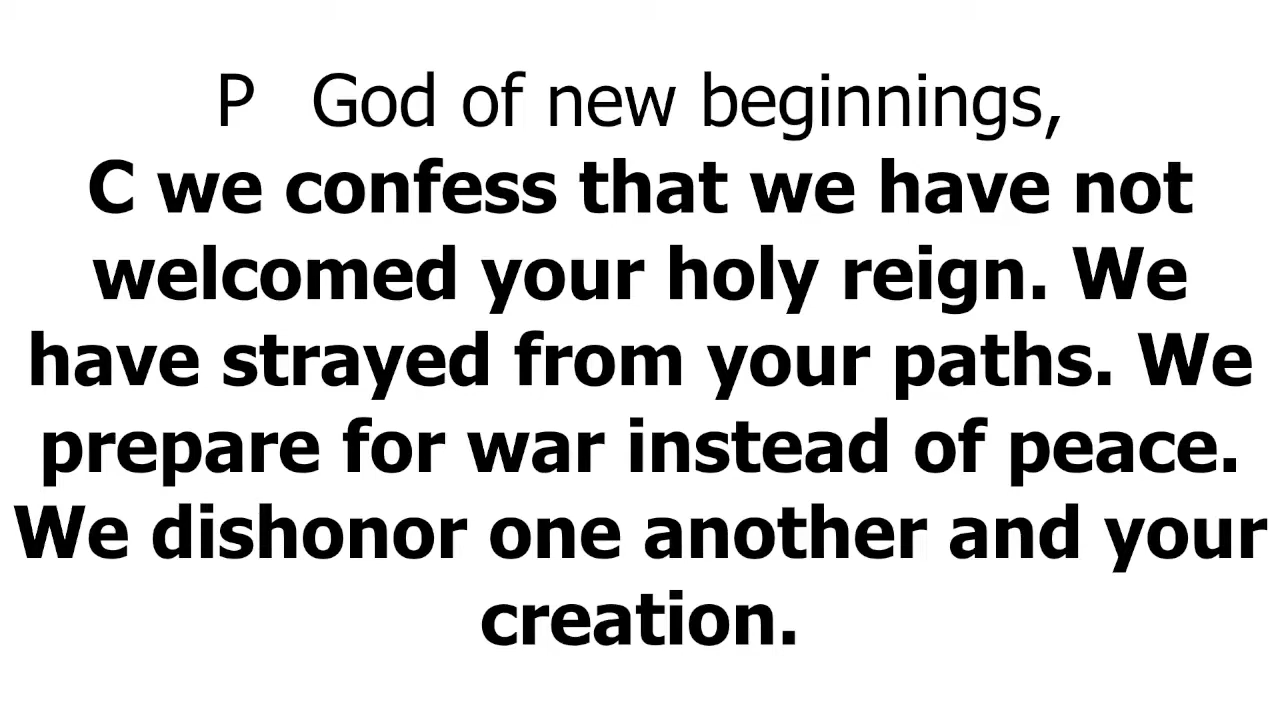 P God of new beginnings,
C we confess that we have not
welcomed your holy reign. We
have strayed from your paths. We
prepare for war instead of peace.
We dishonor one another and your
creation.